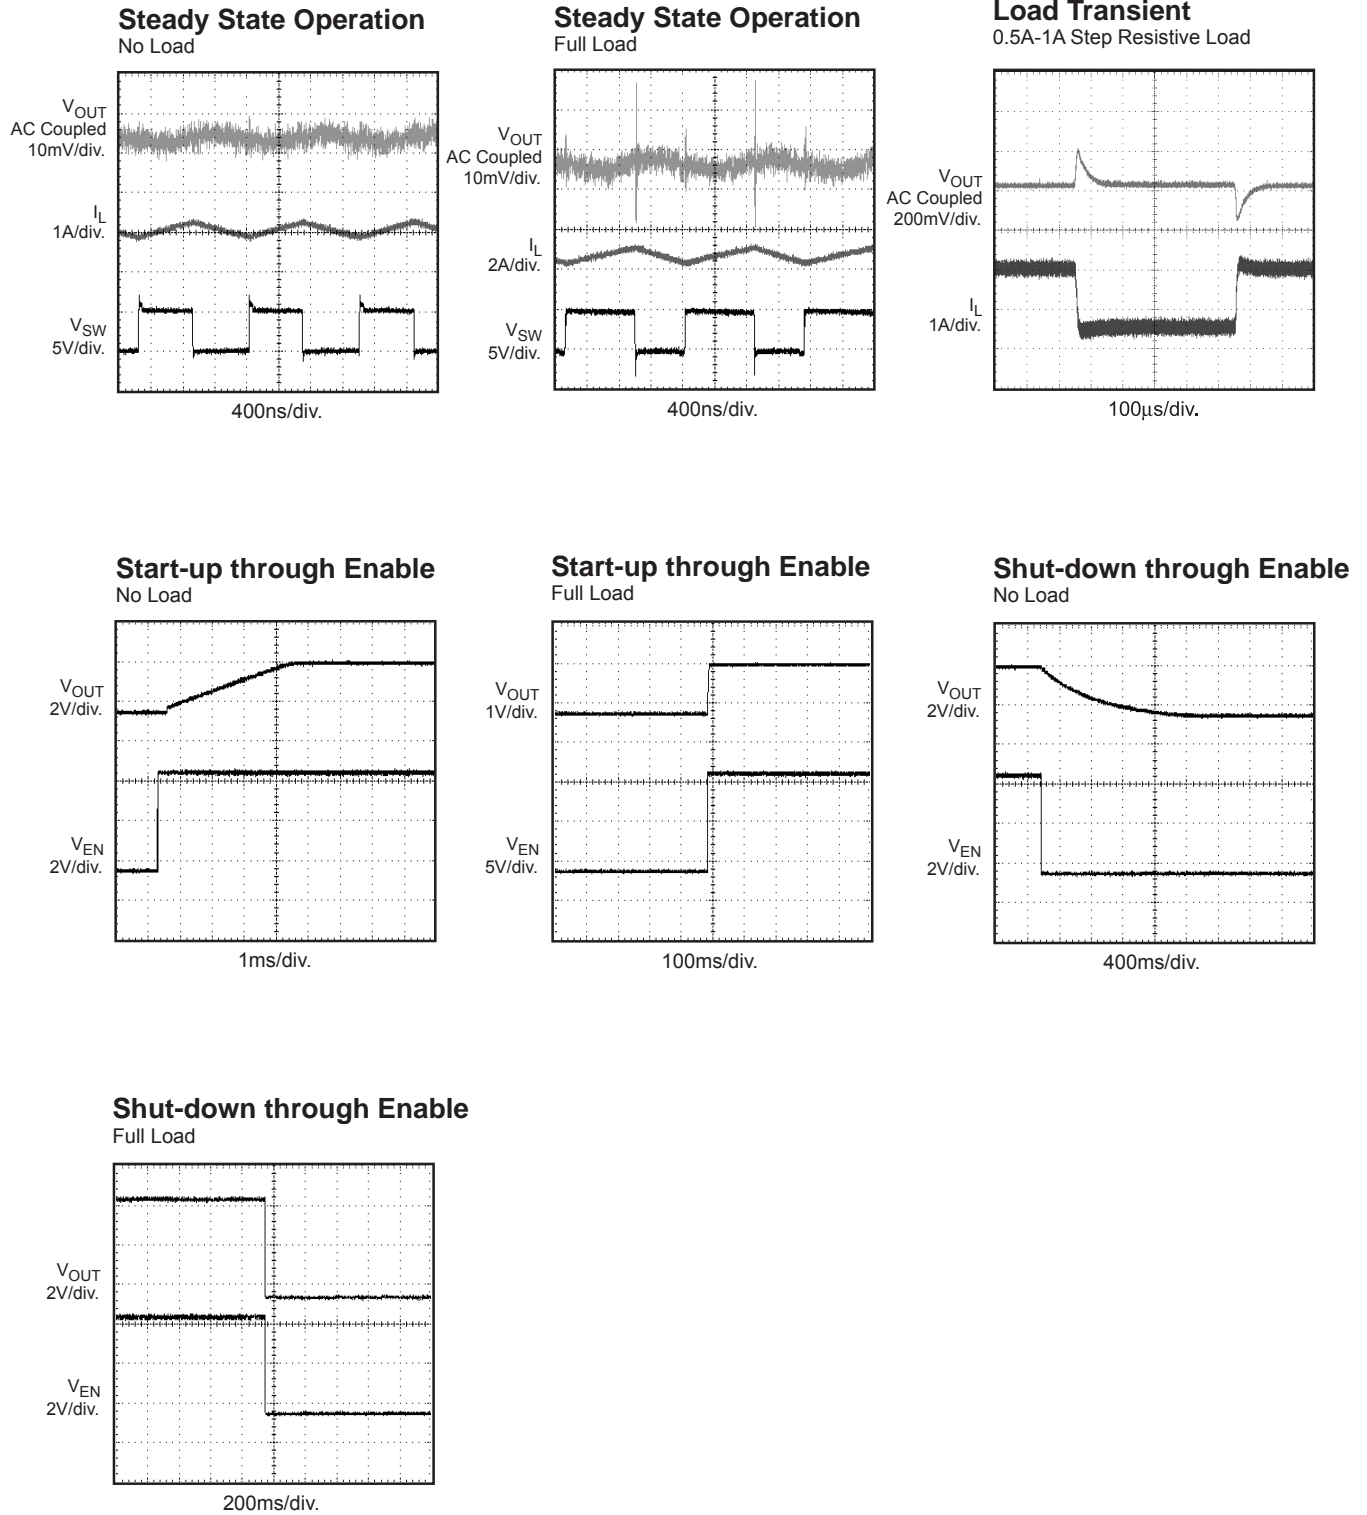 Steady State Operation
No Load
VOUT
AC Coupled
10mV/div.
IL
1A/div.
VSW
5V/div.
400ns/div.
Steady State Operation
Full Load
VOUT
AC Coupled
10mV/div.
IL
2A/div.
VSW
5V/div.
400ns/div.
Load Transient
0.5A-1A Step Resistive Load
VOUT
AC Coupled
200mV/div.
IL
1A/div.
100µs/div.
Start-up through Enable
No Load
VOUT
2V/div.
VEN
2V/div.
1ms/div.
Start-up through Enable
Full Load
VOUT
1V/div.
VEN
5V/div.
100ms/div.
Shut-down through Enable
No Load
VOUT
2V/div.
VEN
2V/div.
400ms/div.
Shut-down through Enable
Full Load
VOUT
2V/div.
VEN
2V/div.
200ms/div.